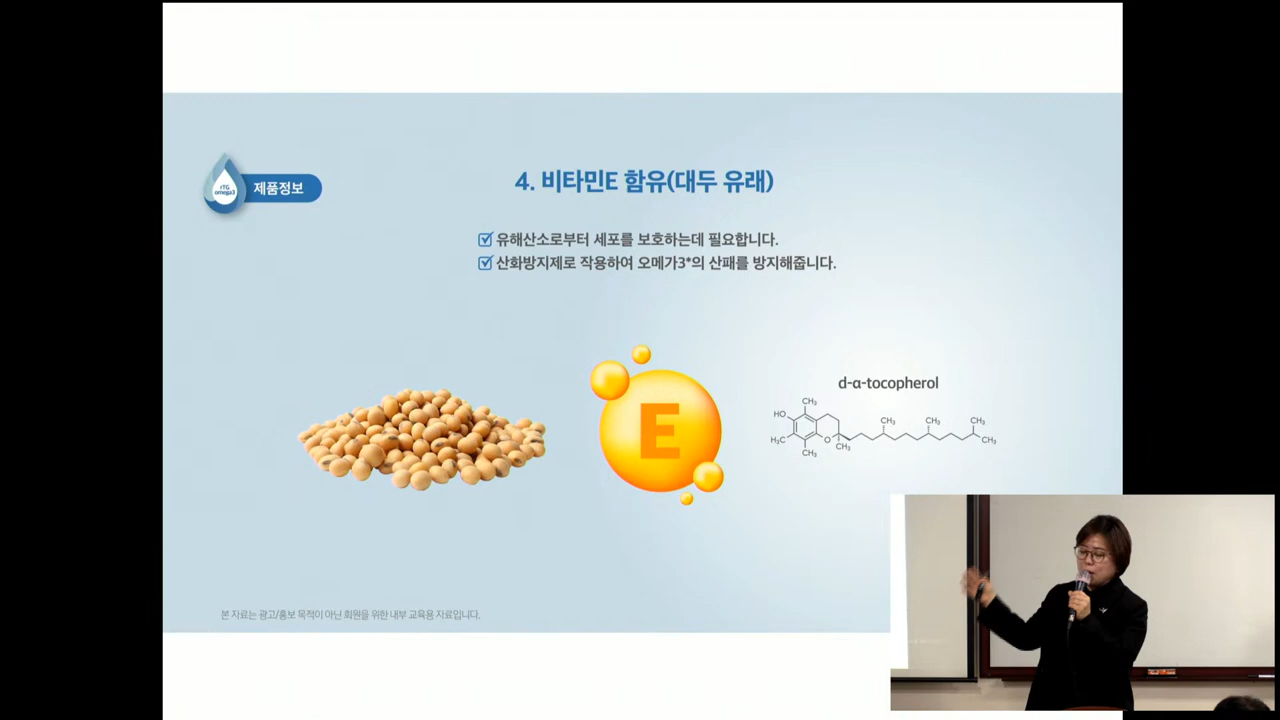 rTG
omega3
제품정보
4. 비타민E 함유(대두 유래)
유해산소로부터 세포를 보호하는데 필요합니다.
산화방지제로 작용하여 오메가3*의 산패를 방지해줍니다.
E
d-α-tocopherol
CH₃
HO
CH₃
CH₃
CH₃
H₃C
O
CH₃
CH₃
CH₃
본 자료는 광고/홍보 목적이 아닌 회원을 위한 내부 교육용 자료입니다.